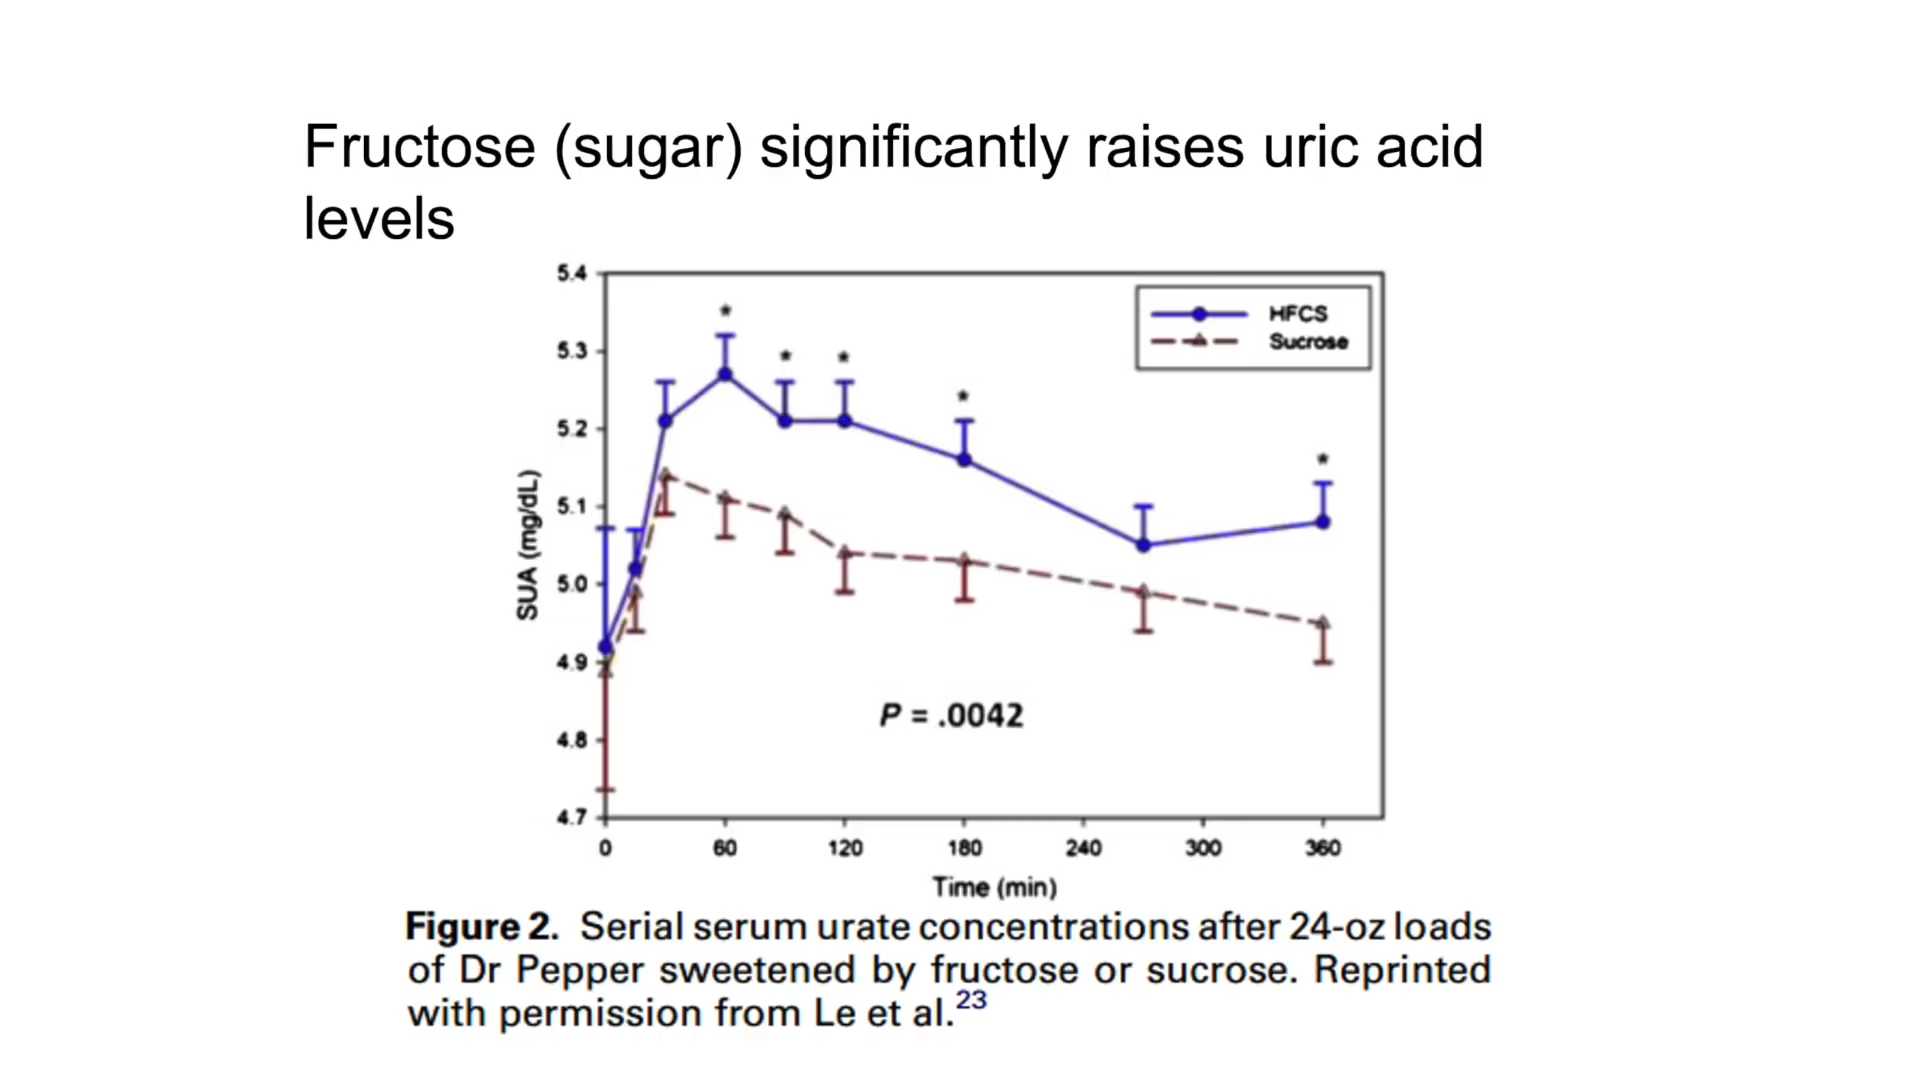 Fructose (sugar) significantly raises uric acid
levels
5.4
5.3
5.2
5.1
5.0
4.9
4.8
4.7
SUA (mg/dL)
* * * * *
HFCS
Sucrose
P = .0042
0 60 120 180 240 300 360
Time (min)
Figure 2. Serial serum urate concentrations after 24-oz loads
of Dr Pepper sweetened by fructose or sucrose. Reprinted
with permission from Le et al.23